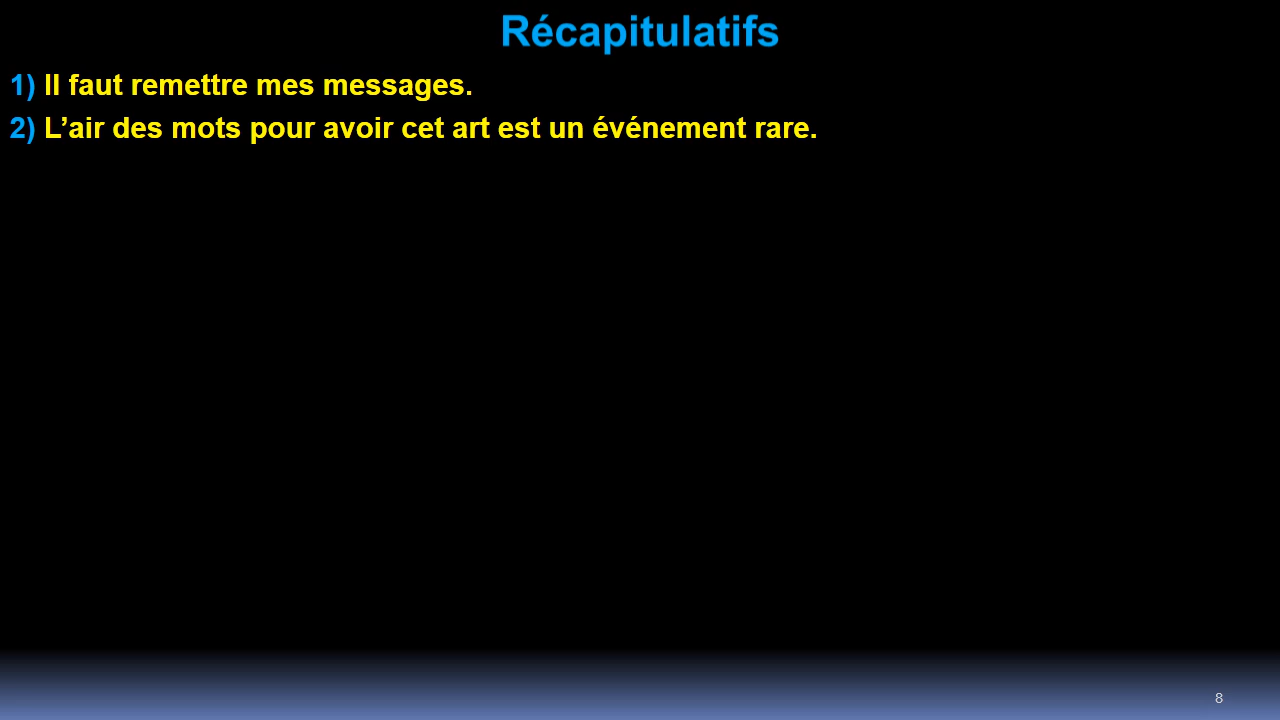 Récapitulatifs
1) Il faut remettre mes messages.
2) L’air des mots pour avoir cet art est un événement rare.
8